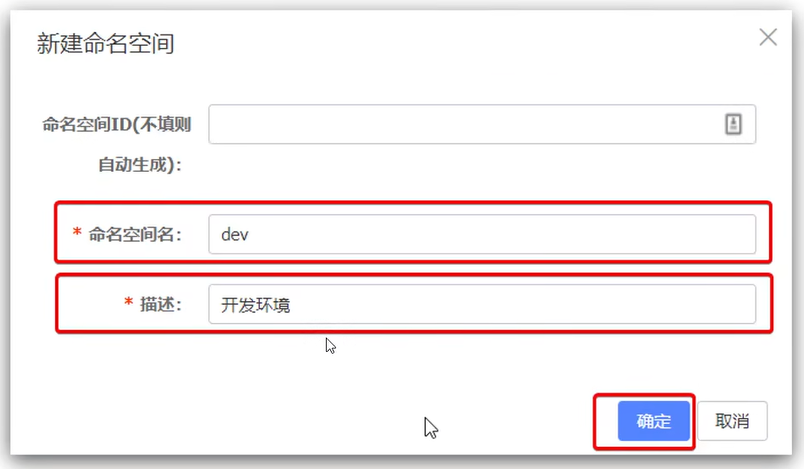 新建命名空间
命名空间ID(不填则
自动生成):
* 命名空间名: dev
* 描述: 开发环境
确定 取消